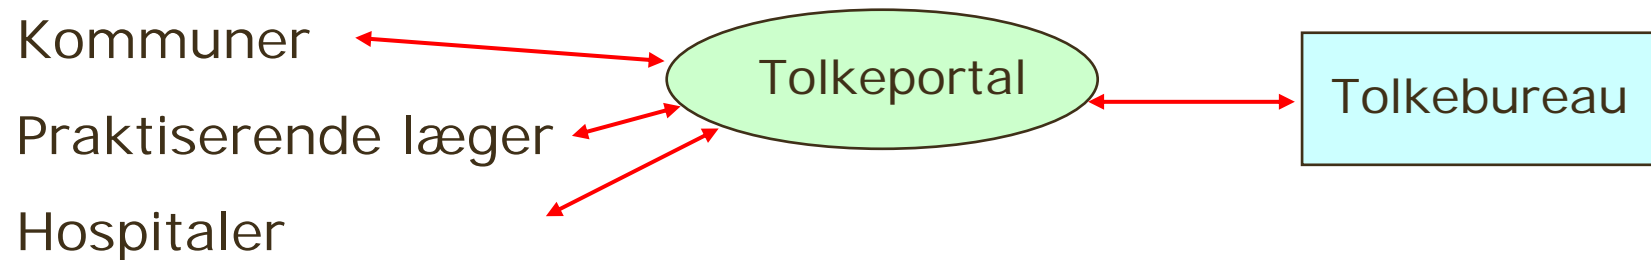 Kommuner
Tolkeportal
Tolkebureau
Praktiserende læger
Hospitaler